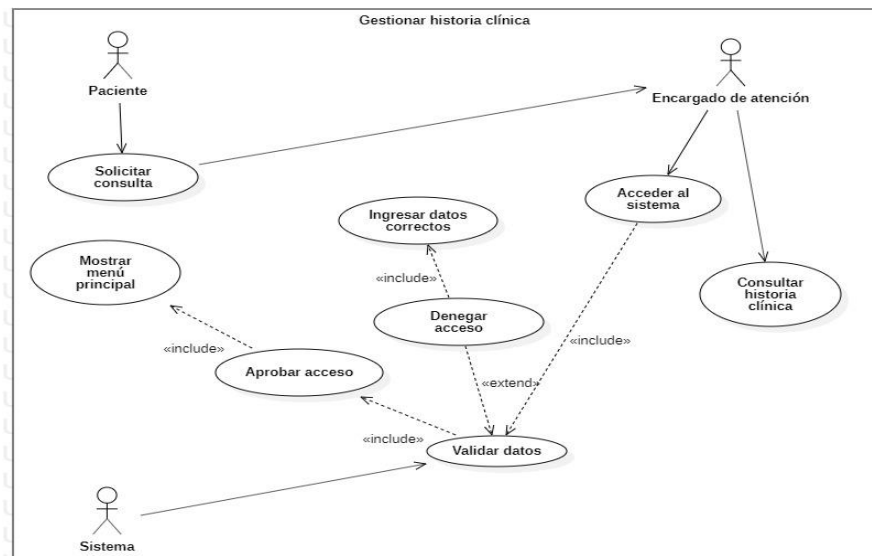 Gestionar historia clínica
Paciente
Encargado de atención
Solicitar
consulta
Acceder al
sistema
Ingresar datos
correctos
Mostrar
menú
principal
«include»
Consultar
historia
clínica
Denegar
acceso
«include»
«include»
Aprobar acceso
«extend»
«include»
Validar datos
Sistema